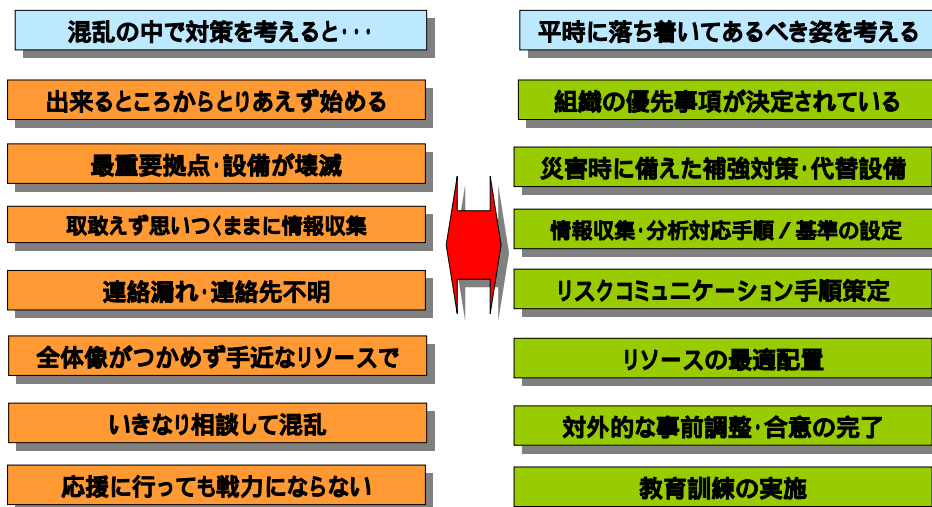 混乱の中で対策を考えると･･･
平時に落ち着いてあるべき姿を考える
出来るところからとりあえず始める
組織の優先事項が決定されている
最重要拠点･設備が壊滅
災害時に備えた補強対策･代替設備
取敢えず思いつくままに情報収集
情報収集･分析対応手順／基準の設定
連絡漏れ･連絡先不明
リスクコミュニケーション手順策定
全体像がつかめず手近なリソースで
リソースの最適配置
いきなり相談して混乱
対外的な事前調整･合意の完了
応援に行っても戦力にならない
教育訓練の実施